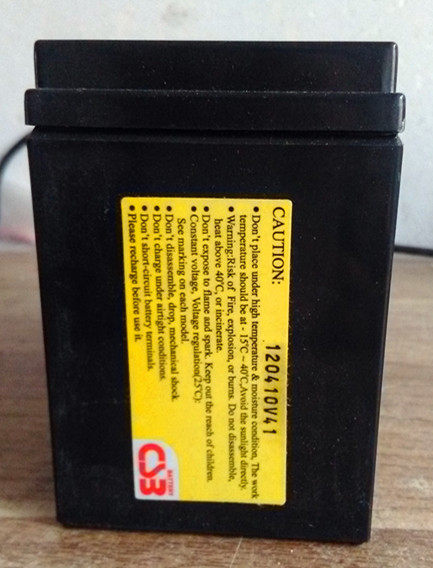 CAUTION:
120410V41
• Don't place under high temperature & moisture condition, The work
temperature should be at - 15°C ~ 40°C,Avoid the sunlight directly.
• Warning:Risk of Fire, explosion, or burns. Do not disassemble,
heat above 40°C, or incinerate.
• Don't expose to flame and spark. Keep out the reach of children.
• Constant voltage, Voltage regulation(25°C):
See marking on each model.
• Don't disassemble, drop, mechanical shock
• Don't charge under airtight conditions.
• Don't short-circuit battery terminals.
• Please recharge before use it.
CSB
BATTERY